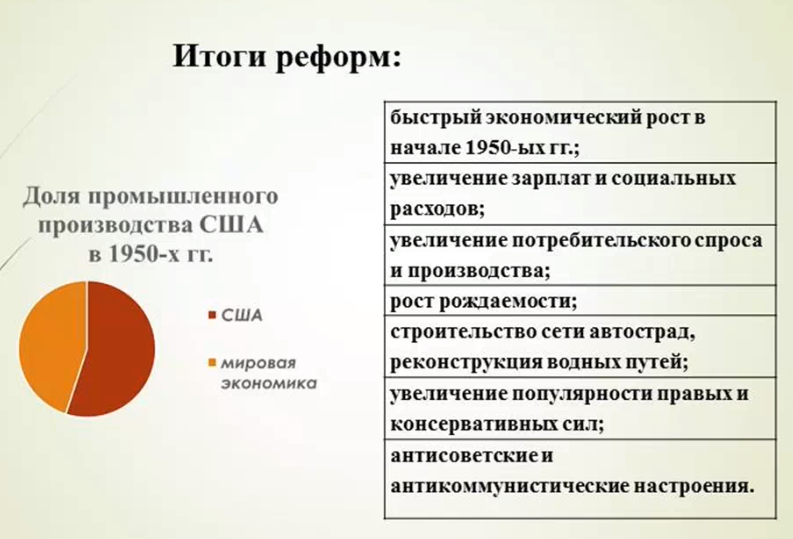 Итоги реформ:
Доля промышленного
производства США
в 1950-х гг.
США
мировая
экономика
быстрый экономический рост в
начале 1950-ых гг.;
увеличение зарплат и социальных
расходов;
увеличение потребительского спроса
и производства;
рост рождаемости;
строительство сети автострад,
реконструкция водных путей;
увеличение популярности правых и
консервативных сил;
антисоветские и
антикоммунистические настроения.